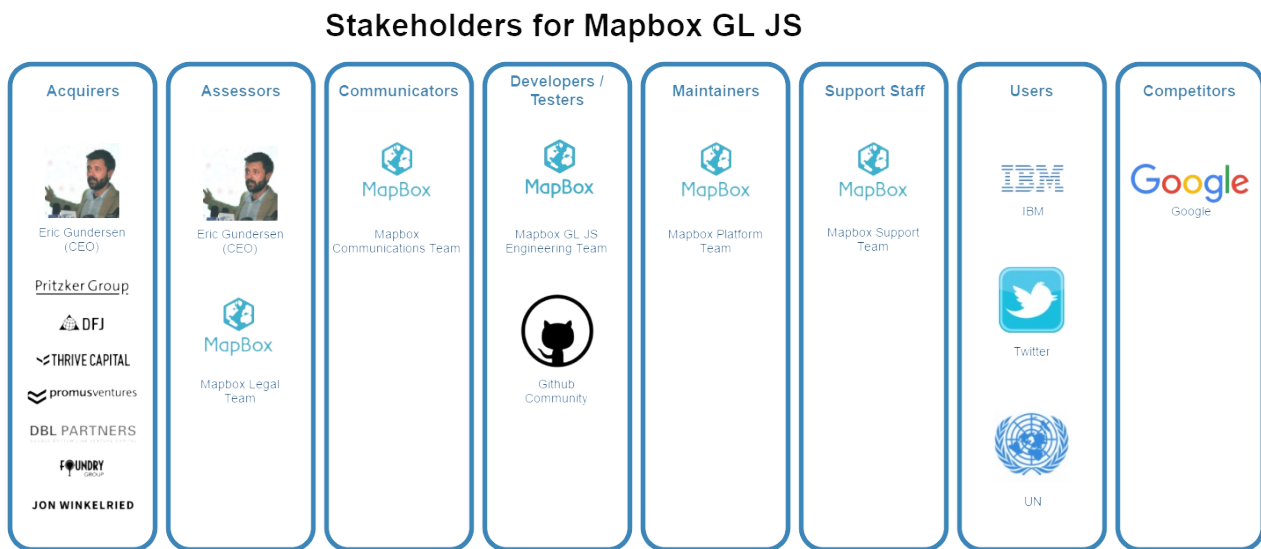 Stakeholders for Mapbox GL JS
Acquirers
Eric Gundersen
(CEO)
Pritzker Group
DFJ
THRIVE CAPITAL
promusventures
DBL PARTNERS
FOUNDRY
GROUP
JON WINKELRIED
Assessors
Eric Gundersen
(CEO)
MapBox
Mapbox Legal
Team
Communicators
MapBox
Mapbox
Communications Team
Developers /
Testers
MapBox
Mapbox GL JS
Engineering Team
Github
Community
Maintainers
MapBox
Mapbox Platform
Team
Support Staff
MapBox
Mapbox Support
Team
Users
IBM
IBM
Twitter
UN
Competitors
Google
Google